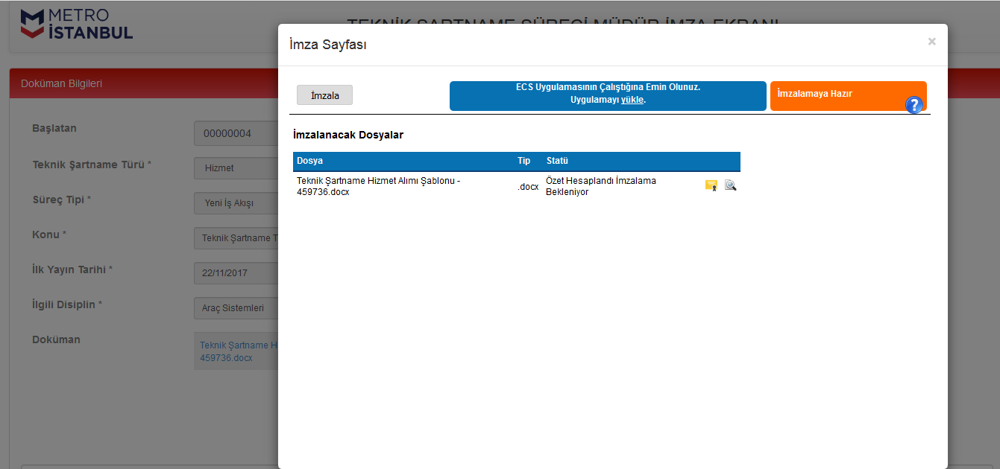 METRO
İSTANBUL
TEKNİK ŞARTNAME SÜRECİ MÜDÜR İMZA EKRANI
İmza Sayfası
×
Doküman Bilgileri
İmzala
ECS Uygulamasının Çalıştığına Emin Olunuz.
Uygulamayı yükle.
İmzalamaya Hazır
?
Başlatan
00000004
Teknik Şartname Türü *
Hizmet
Süreç Tipi *
Yeni İş Akışı
Konu *
Teknik Şartname T
İlk Yayın Tarihi *
22/11/2017
İlgili Disiplin *
Araç Sistemleri
Doküman
Teknik Şartname H
459736.docx
İmzalanacak Dosyalar
Dosya Tip Statü
Teknik Şartname Hizmet Alımı Şablonu -
459736.docx
.docx
Özet Hesaplandı İmzalama
Bekleniyor